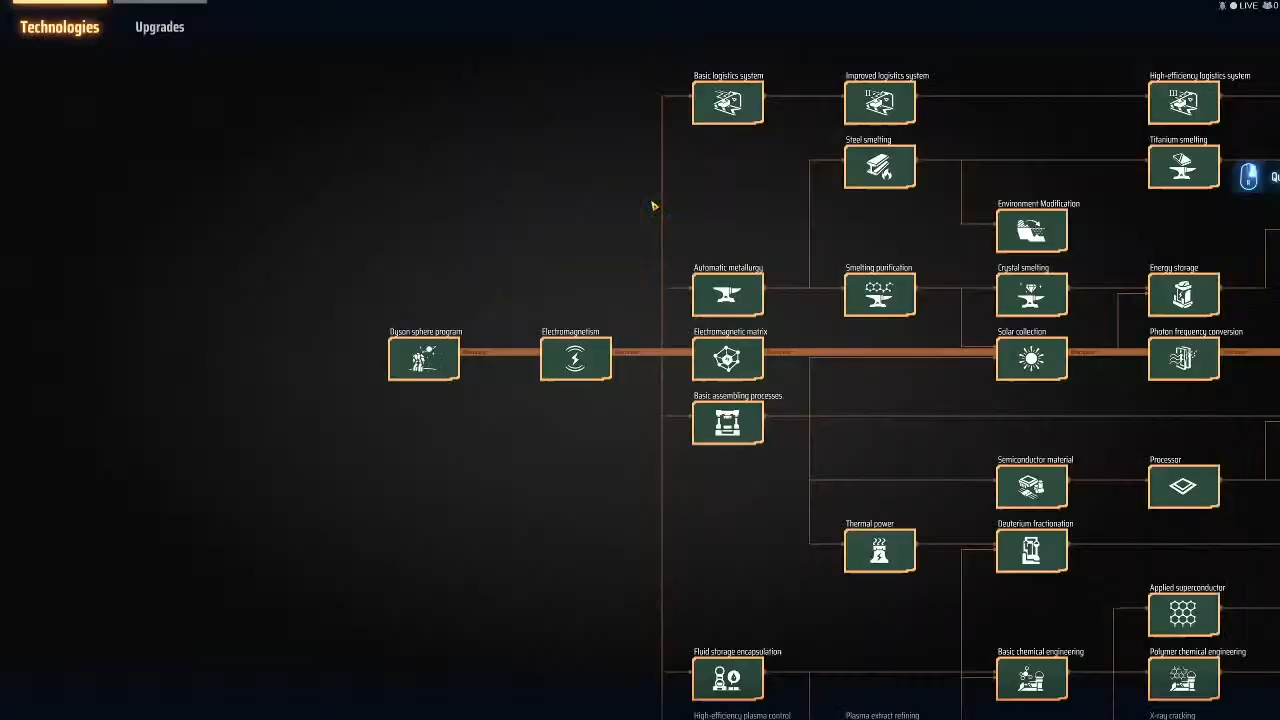 LIVE 0
Technologies
Upgrades
Basic logistics system
Improved logistics system
High-efficiency logistics system
Steel smelting
Titanium smelting
R
Environment Modification
Automatic metallurgy
Smelting purification
Crystal smelting
Energy storage
Dyson sphere program
Electromagnetism
Electromagnetic matrix
Solar collection
Photon frequency conversion
Basic assembling processes
Semiconductor material
Processor
Thermal power
Deuterium fractionation
Applied superconductor
Fluid storage encapsulation
Basic chemical engineering
Polymer chemical engineering
High-efficiency plasma control
Plasma extract refining
X-ray cracking